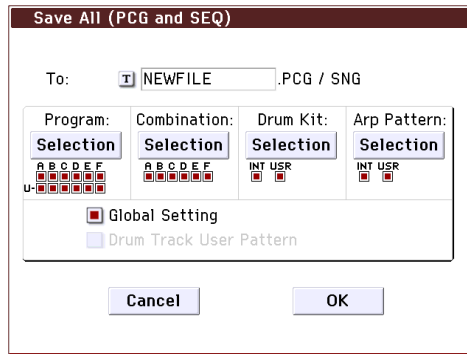 Save All (PCG and SEQ)
To: T NEWFILE .PCG / SNG
Program: Combination: Drum Kit: Arp Pattern:
Selection Selection Selection Selection
A B C D E F A B C D E F INT USR INT USR
U-
Global Setting
Drum Track User Pattern
Cancel OK